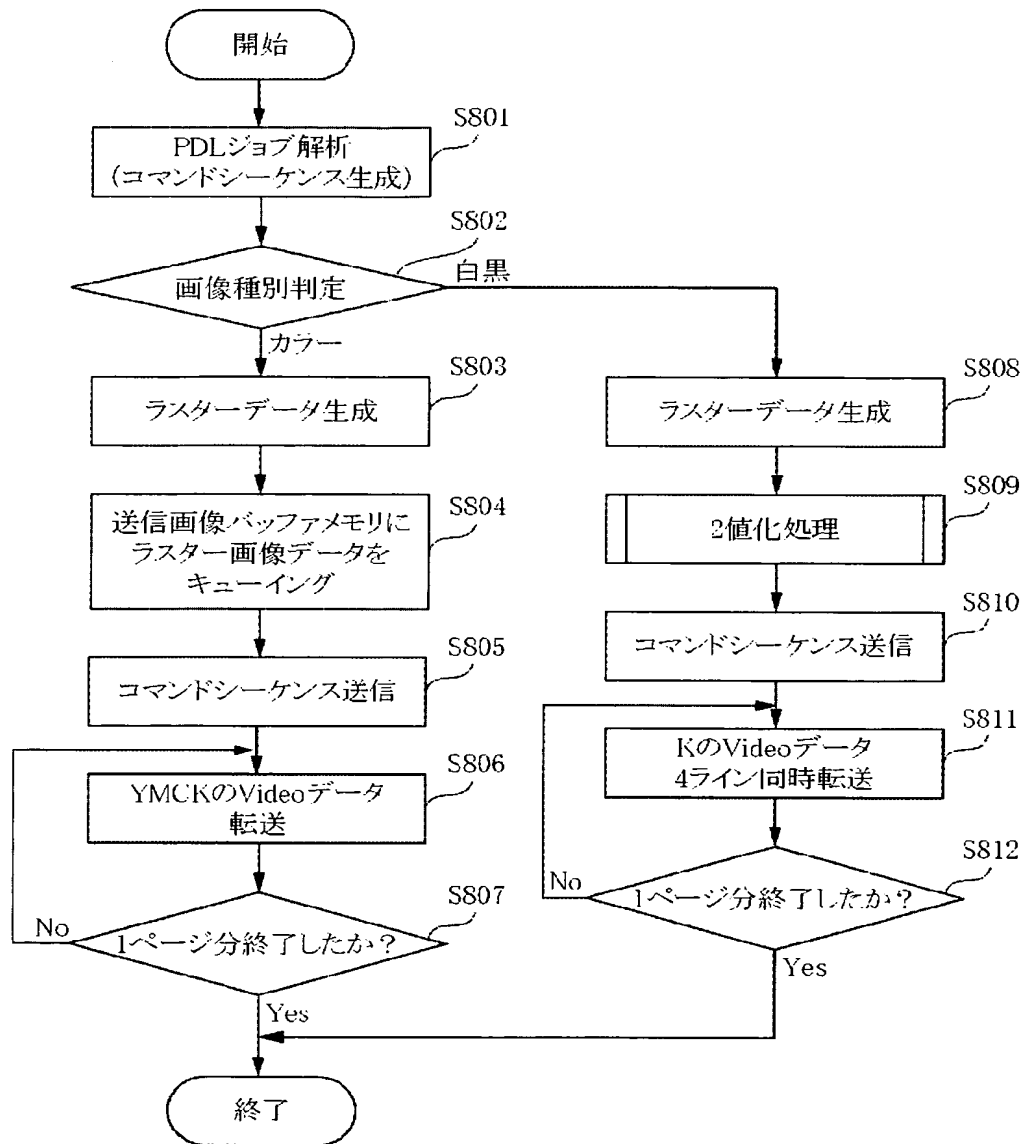 開始
S801
PDLジョブ解析
(コマンドシーケンス生成)
S802
画像種別判定
白黒
カラー
S803
ラスターデータ生成
S804
送信画像バッファメモリに
ラスター画像データを
キューイング
S805
コマンドシーケンス送信
S806
YMCKのVideoデータ
転送
S807
1ページ分終了したか?
No
Yes
S808
ラスターデータ生成
S809
2値化処理
S810
コマンドシーケンス送信
S811
KのVideoデータ
4ライン同時転送
S812
1ページ分終了したか?
No
Yes
終了